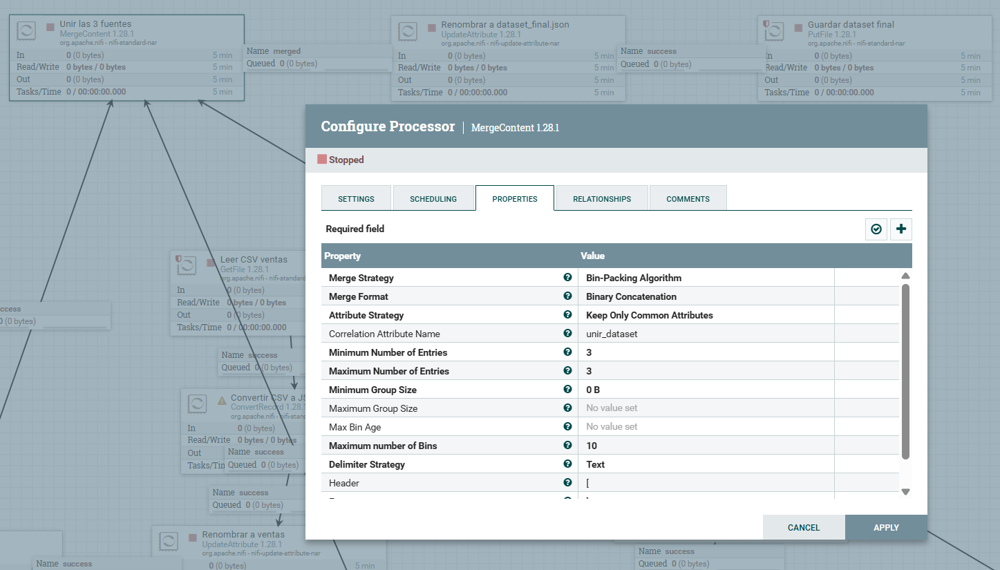 Unir las 3 fuentes
MergeContent 1.28.1
org.apache.nifi - nifi-standard-nar
In 0 (0 bytes) 5 min
Read/Write 0 bytes / 0 bytes 5 min
Out 0 (0 bytes) 5 min
Tasks/Time 0 / 00:00:00.000 5 min
Name merged
Queued 0 (0 bytes)
Renombrar a dataset_final.json
UpdateAttribute 1.28.1
org.apache.nifi - nifi-update-attribute-nar
In 0 (0 bytes) 5 min
Read/Write 0 bytes / 0 bytes 5 min
Out 0 (0 bytes) 5 min
Tasks/Time 0 / 00:00:00.000 5 min
Name success
Queued 0 (0 bytes)
Guardar dataset final
PutFile 1.28.1
org.apache.nifi - nifi-standard-nar
In 0 (0 bytes) 5 min
Read/Write 0 bytes / 0 bytes 5 min
Out 0 (0 bytes) 5 min
Tasks/Time 0 / 00:00:00.000 5 min
Configure Processor | MergeContent 1.28.1
Stopped
SETTINGS SCHEDULING PROPERTIES RELATIONSHIPS COMMENTS
Required field
Property Value
Merge Strategy Bin-Packing Algorithm
Merge Format Binary Concatenation
Attribute Strategy Keep Only Common Attributes
Correlation Attribute Name unir_dataset
Minimum Number of Entries 3
Maximum Number of Entries 3
Minimum Group Size 0 B
Maximum Group Size No value set
Max Bin Age No value set
Maximum number of Bins 10
Delimiter Strategy Text
Header [
CANCEL APPLY
Leer CSV ventas
GetFile 1.28.1
org.apache.nifi - nifi-standard
In 0 (0 bytes)
Read/Write 0 bytes / 0 bytes
Out 0 (0 bytes)
Tasks/Time 0 / 00:00:00.000
ccess
0 (0 bytes)
Name success
Queued 0 (0 bytes)
Convertir CSV a JS
ConvertRecord 1.28.1
org.apache.nifi - nifi-stand
In 0 (0 bytes)
Read/Write 0 bytes / 0 bytes
Out
Tasks/Tim
Name success
Queued 0 (0 bytes)
Name success
Queued 0 (0 bytes)
Renombrar a ventas
UpdateAttribute 1.28.1
org.apache.nifi - nifi-update-attribute-nar
0 (0 bytes) 5 min
Name success
Name success
Queued 0 (0 bytes)